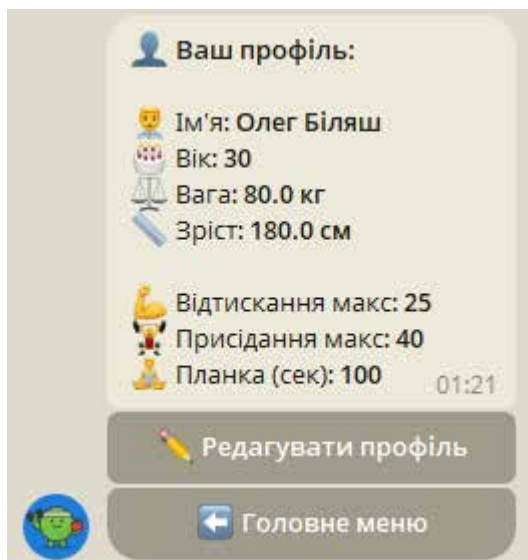 👤 Ваш профіль:
👨‍💼 Ім'я: Олег Біляш
🎂 Вік: 30
⚖️ Вага: 80.0 кг
📏 Зріст: 180.0 см
💪 Відтискання макс: 25
🏋️ Присідання макс: 40
🧘 Планка (сек): 100
01:21
✏️ Редагувати профіль
⬅️ Головне меню